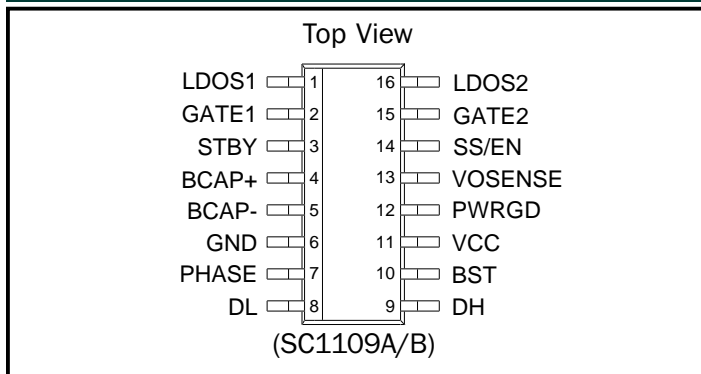 Top View
LDOS1 1 16 LDOS2
GATE1 2 15 GATE2
STBY 3 14 SS/EN
BCAP+ 4 13 VOSENSE
BCAP- 5 12 PWRGD
GND 6 11 VCC
PHASE 7 10 BST
DL 8 9 DH
(SC1109A/B)